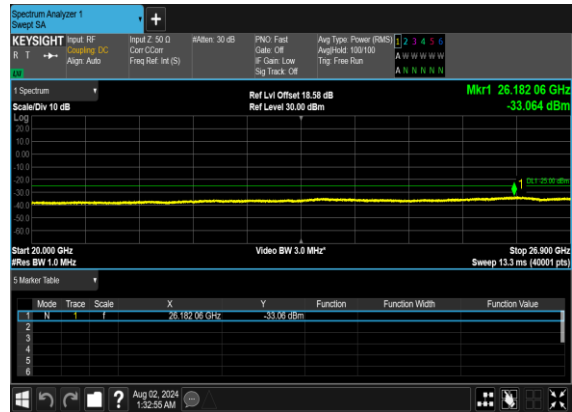 Spectrum Analyzer 1
Swept SA
+
KEYSIGHT Input: RF Input Z: 50 Ω #Atten: 30 dB PNO: Fast Avg Type: Power (RMS) 1 2 3 4 5 6
R T Coupling: DC Corr CCorr Gate: Off Avg|Hold: 100/100 A W W W W W
Align: Auto Freq Ref: Int (S) IF Gain: Low Trig: Free Run
Sig Track: Off A N N N N N
1 Spectrum Ref Lvl Offset 18.58 dB Mkr1 26.182 06 GHz
Scale/Div 10 dB Ref Level 30.00 dBm -33.064 dBm
Log
20.0
10.0
0.00
-10.0
-20.0
1 DL1 -25.00 dBm
-30.0
-40.0
-50.0
-60.0
Start 20.000 GHz Video BW 3.0 MHz* Stop 26.900 GHz
#Res BW 1.0 MHz Sweep 13.3 ms (40001 pts)
5 Marker Table
Mode Trace Scale X Y Function Function Width Function Value
1 N 1 f 26.182 06 GHz -33.06 dBm
2
3
4
5
6
? Aug 02, 2024
1:32:55 AM